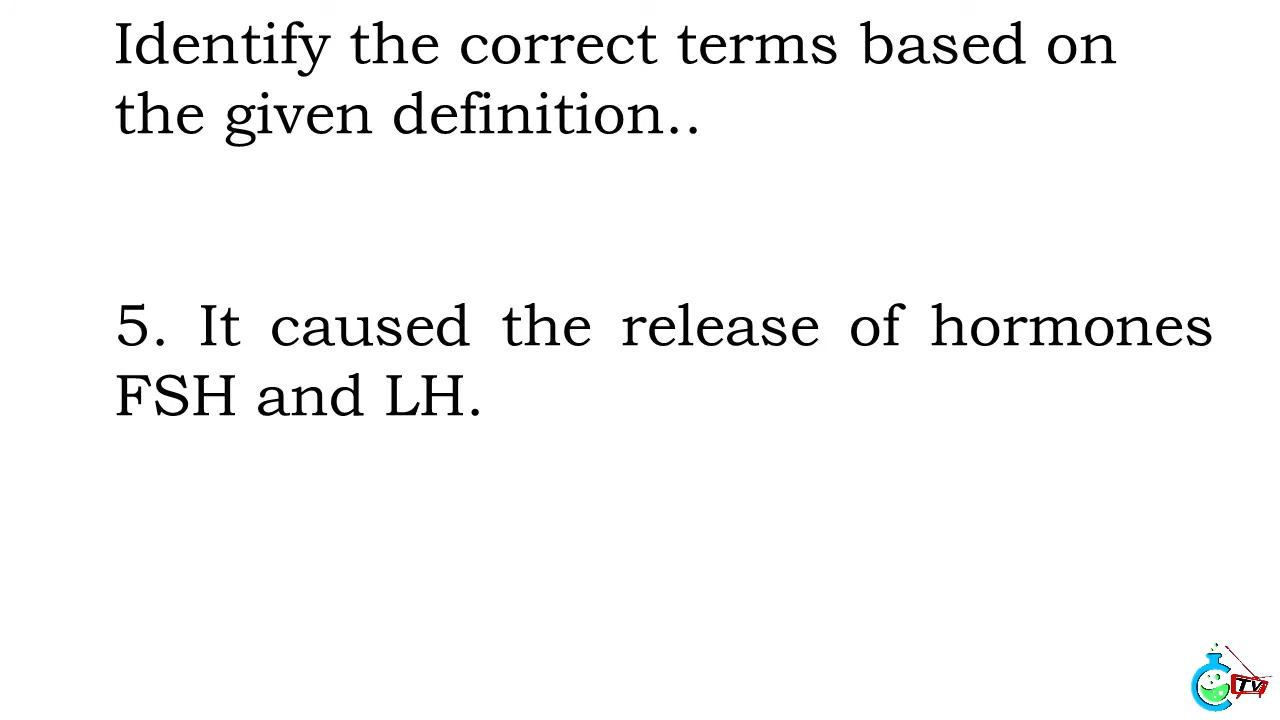 Identify the correct terms based on
the given definition..
5. It caused the release of hormones
FSH and LH.
TV